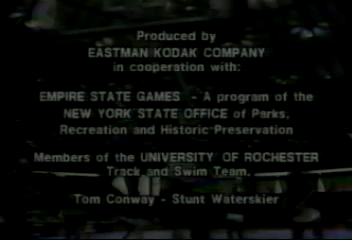 Produced by
EASTMAN KODAK COMPANY
in cooperation with:
EMPIRE STATE GAMES - A program of the
NEW YORK STATE OFFICE of Parks,
Recreation and Historic Preservation
Members of the UNIVERSITY OF ROCHESTER
Track and Swim Team.
Tom Conway - Stunt Waterskier